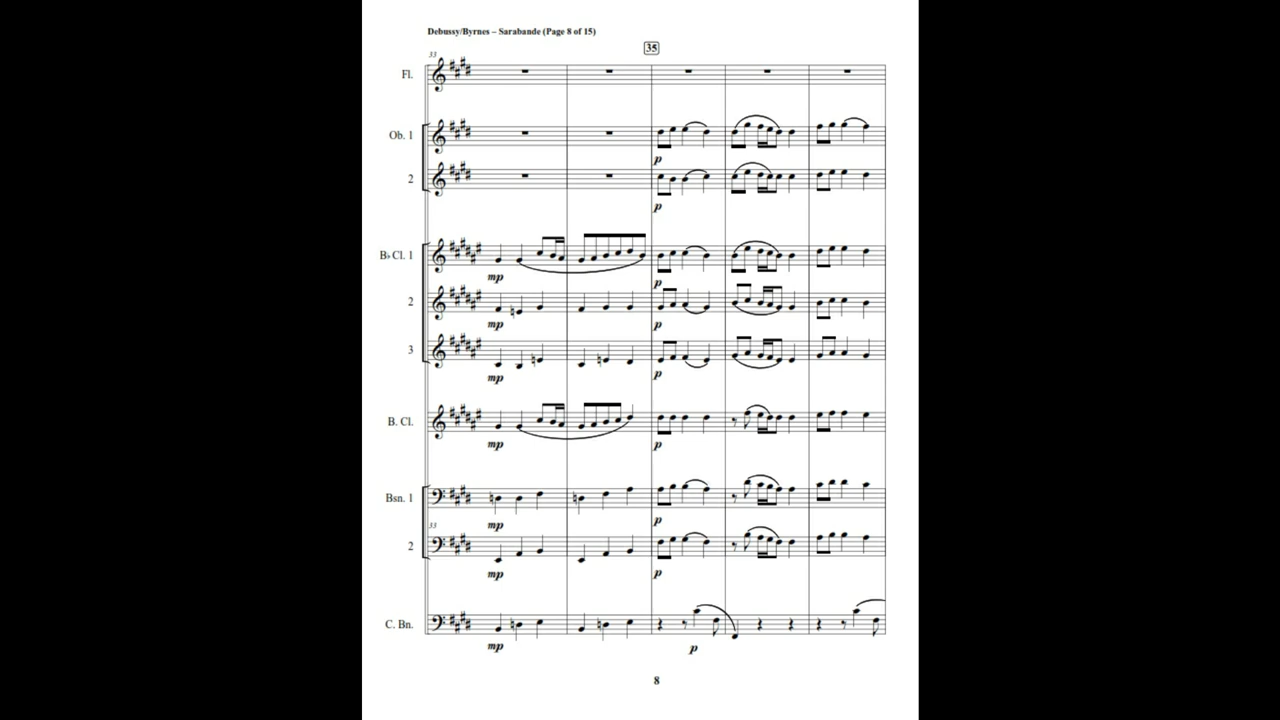 Debussy/Byrnes – Sarabande (Page 8 of 15)
35
33
Fl.
Ob. 1
p
2
p
B♭ Cl. 1
mp p
2
mp p
3
mp p
B. Cl.
mp p
Bsn. 1
mp p
33
2
mp p
C. Bn.
mp p
8